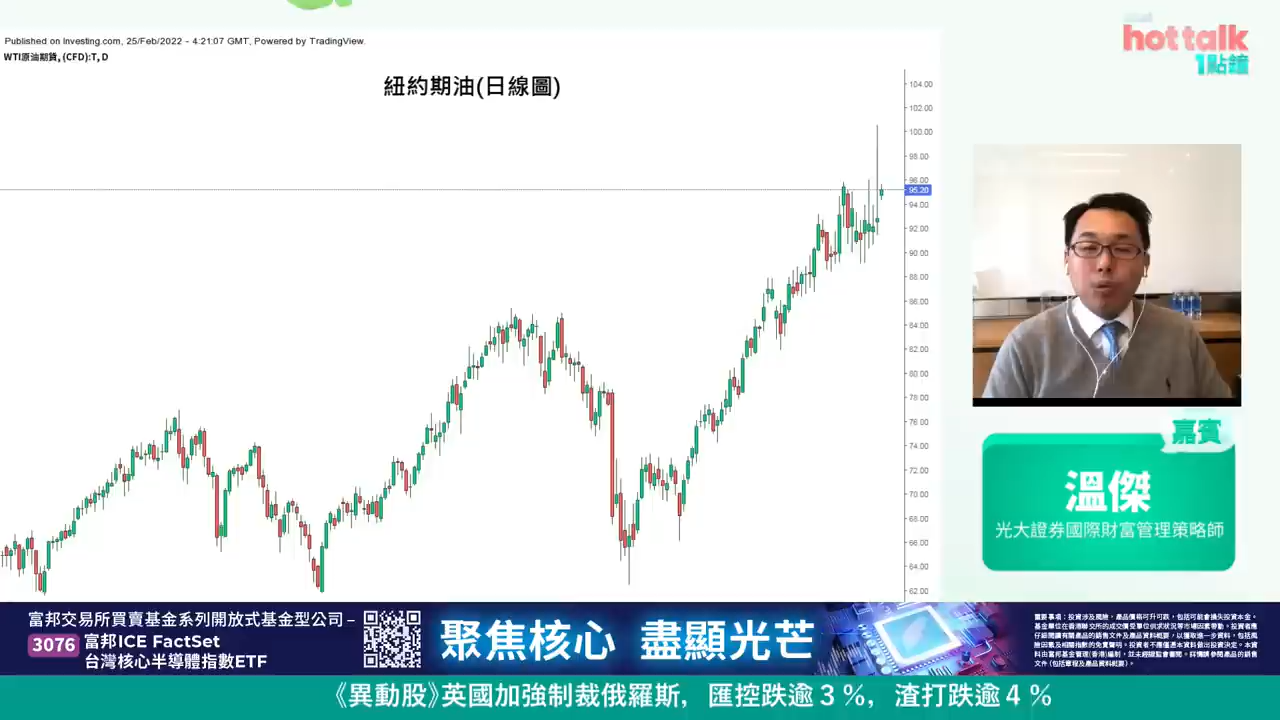 Published on Investing.com, 25/Feb/2022 - 4:21:07 GMT, Powered by TradingView.
WTI原油期貨, (CFD):T, D
紐約期油(日線圖)
hot talk
1點鐘
104.00
102.00
100.00
98.00
96.00
95.20
94.00
92.00
90.00
88.00
86.00
84.00
82.00
80.00
78.00
76.00
74.00
72.00
70.00
68.00
66.00
64.00
62.00
嘉賓
溫傑
光大證券國際財富管理策略師
富邦交易所買賣基金系列開放式基金型公司 –
3076 富邦ICE FactSet
台灣核心半導體指數ETF
聚焦核心 盡顯光芒
《異動股》英國加強制裁俄羅斯, 匯控跌逾3%, 渣打跌逾4%